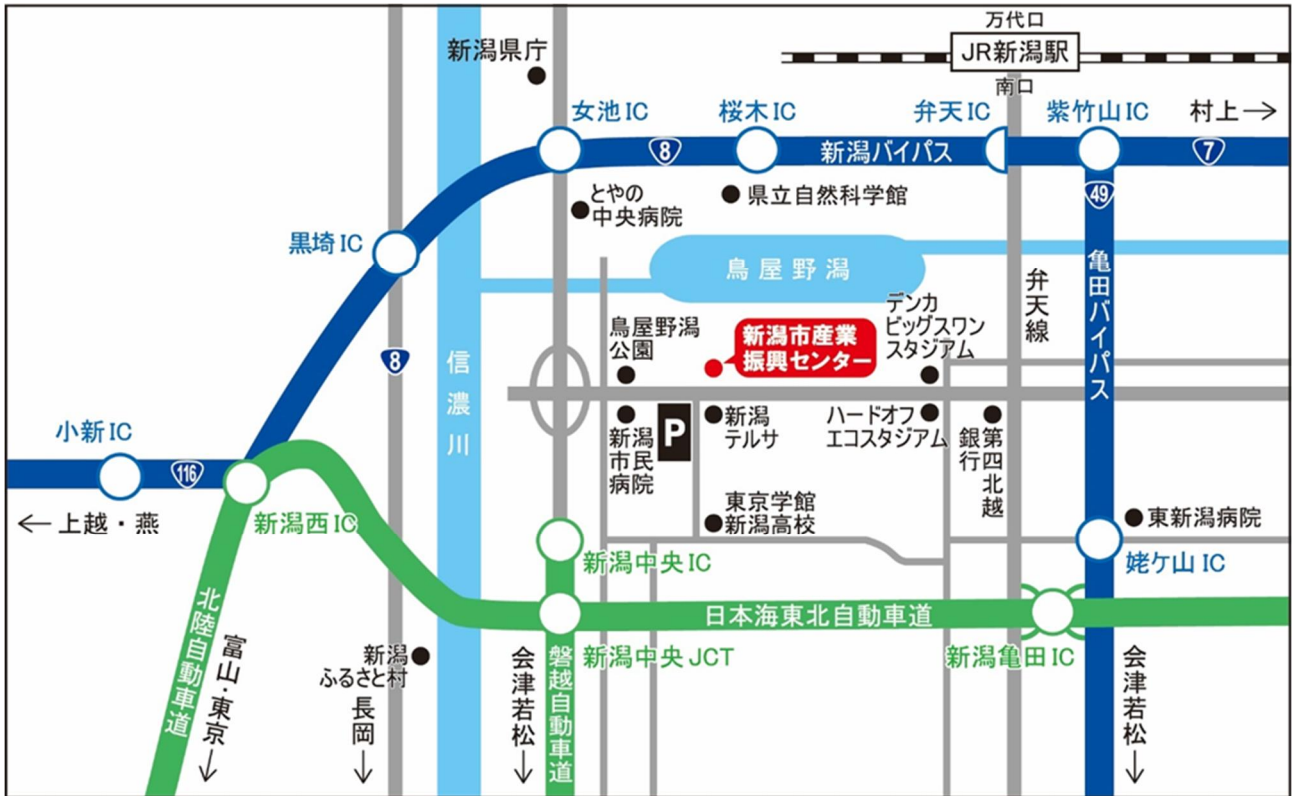 万代口
JR新潟駅
南口
新潟県庁
女池IC
桜木IC
弁天IC
紫竹山IC
村上→
8
新潟バイパス
7
とやの
中央病院
県立自然科学館
49
黒埼IC
鳥屋野潟
亀田バイパス
弁天線
8
信濃川
鳥屋野潟
公園
新潟市産業
振興センター
デンカ
ビッグスワン
スタジアム
小新IC
116
新潟
市民
病院
P
新潟
テルサ
ハードオフ
エコスタジアム
第四北越
銀行
←上越・燕
新潟西IC
東京学館
新潟高校
東新潟病院
新潟中央IC
姥ケ山IC
北陸自動車道
富山・東京↓
日本海東北自動車道
新潟
ふるさと村
新潟中央JCT
新潟亀田IC
長岡↓
会津若松↓
磐越自動車道
会津若松↓